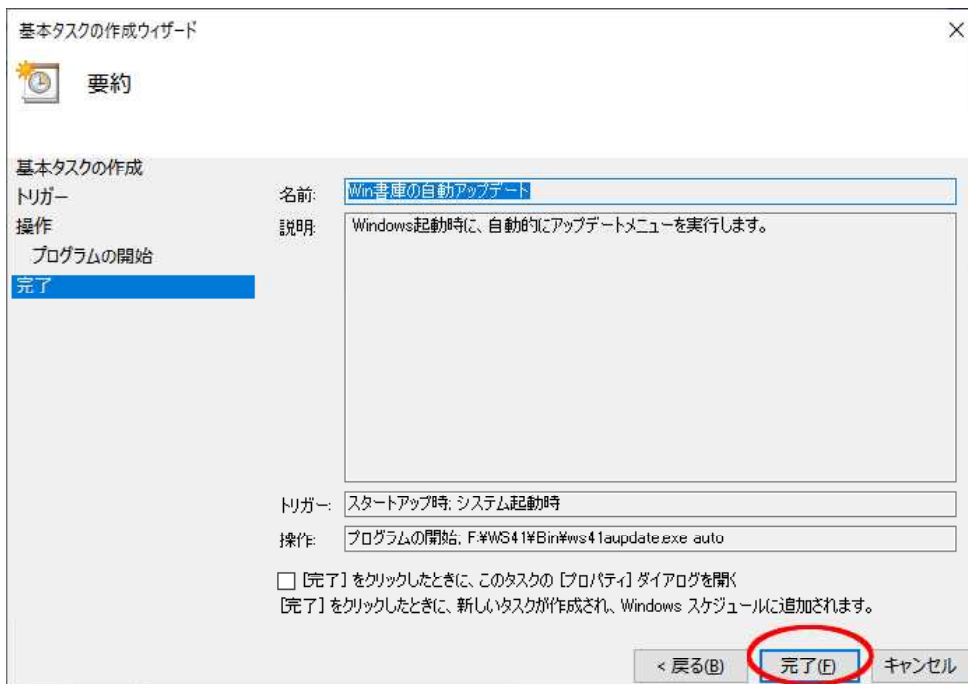 基本タスクの作成ウィザード
要約
基本タスクの作成
トリガー
操作
プログラムの開始
完了
名前: Win書庫の自動アップデート
説明: Windows起動時に、自動的にアップデートメニューを実行します。
トリガー: スタートアップ時; システム起動時
操作: プログラムの開始; F:¥WS41¥Bin¥ws41aupdate.exe auto
[完了] をクリックしたときに、このタスクの [プロパティ] ダイアログを開く
[完了] をクリックしたときに、新しいタスクが作成され、Windows スケジュールに追加されます。
< 戻る(B) 完了(F) キャンセル